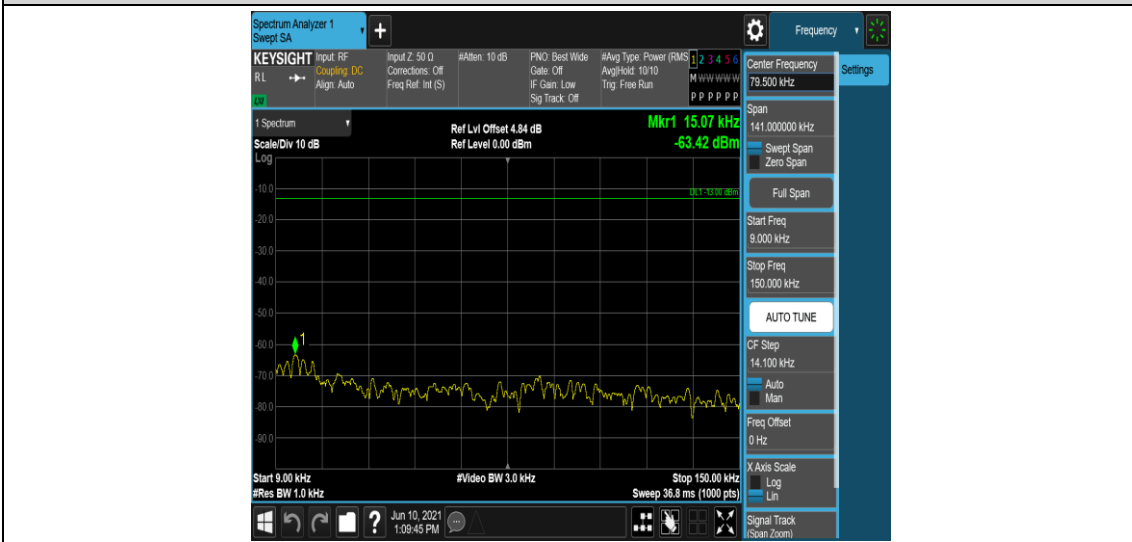 Spectrum Analyzer 1
Swept SA
+
Frequency
KEYSIGHT
RL
LXI
Input: RF
Coupling: DC
Align: Auto
Input Z: 50 Ω
Corrections: Off
Freq Ref: Int (S)
#Atten: 10 dB
PNO: Best Wide
Gate: Off
IF Gain: Low
Sig Track: Off
#Avg Type: Power (RMS
Avg|Hold: 10/10
Trig: Free Run
1 2 3 4 5 6
M W W W W W
P P P P P P
1 Spectrum
Scale/Div 10 dB
Log
Ref Lvl Offset 4.84 dB
Ref Level 0.00 dBm
Mkr1 15.07 kHz
-63.42 dBm
DL1 -13.00 dBm
-10.0
-20.0
-30.0
-40.0
-50.0
-60.0
-70.0
-80.0
-90.0
1
Start 9.00 kHz
#Res BW 1.0 kHz
#Video BW 3.0 kHz
Stop 150.00 kHz
Sweep 36.8 ms (1000 pts)
?
Jun 10, 2021
1:09:45 PM
Center Frequency
79.500 kHz
Span
141.000000 kHz
Swept Span
Zero Span
Full Span
Start Freq
9.000 kHz
Stop Freq
150.000 kHz
AUTO TUNE
CF Step
14.100 kHz
Auto
Man
Freq Offset
0 Hz
X Axis Scale
Log
Lin
Signal Track
(Span Zoom)
Settings